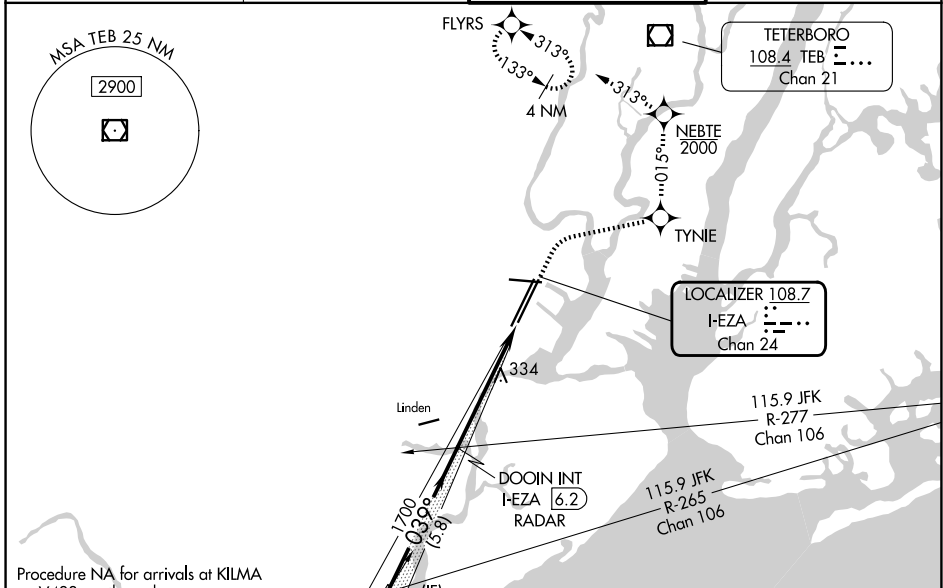 MSA TEB 25 NM
2900
FLYRS
313°
133°
4 NM
313°
NEBTE
2000
015°
TYNIE
TETERBORO
108.4 TEB
Chan 21
LOCALIZER 108.7
I-EZA
Chan 24
334
Linden
115.9 JFK
R-277
Chan 106
DOOIN INT
I-EZA 6.2
RADAR
115.9 JFK
R-265
Chan 106
1700
039°
(5.8)
(IF)
Procedure NA for arrivals at KILMA